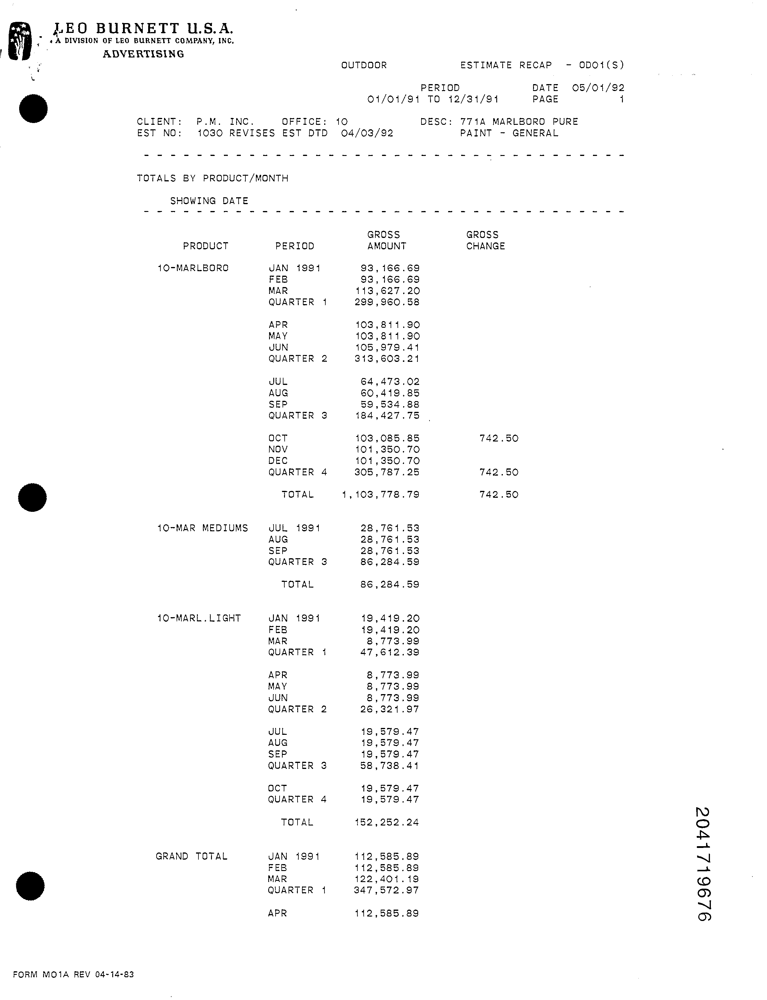 LEO BURNETT U.S.A.
A DIVISION OF LEO BURNETT COMPANY, INC.
ADVERTISING
OUTDOOR ESTIMATE RECAP - OD01(S)
PERIOD DATE 05/01/92
01/01/91 TO 12/31/91 PAGE 1
CLIENT: P.M. INC. OFFICE: 10 DESC: 771A MARLBORO PURE
EST NO: 1030 REVISES EST DTD 04/03/92 PAINT - GENERAL
TOTALS BY PRODUCT/MONTH
SHOWING DATE
GROSS GROSS
PRODUCT PERIOD AMOUNT CHANGE
10-MARLBORO JAN 1991 93,166.69
FEB 93,166.69
MAR 113,627.20
QUARTER 1 299,960.58
APR 103,811.90
MAY 103,811.90
JUN 105,979.41
QUARTER 2 313,603.21
JUL 64,473.02
AUG 60,419.85
SEP 59,534.88
QUARTER 3 184,427.75
OCT 103,085.85 742.50
NOV 101,350.70
DEC 101,350.70
QUARTER 4 305,787.25 742.50
TOTAL 1,103,778.79 742.50
10-MAR MEDIUMS JUL 1991 28,761.53
AUG 28,761.53
SEP 28,761.53
QUARTER 3 86,284.59
TOTAL 86,284.59
10-MARL.LIGHT JAN 1991 19,419.20
FEB 19,419.20
MAR 8,773.99
QUARTER 1 47,612.39
APR 8,773.99
MAY 8,773.99
JUN 8,773.99
QUARTER 2 26,321.97
JUL 19,579.47
AUG 19,579.47
SEP 19,579.47
QUARTER 3 58,738.41
OCT 19,579.47
QUARTER 4 19,579.47
TOTAL 152,252.24
GRAND TOTAL JAN 1991 112,585.89
FEB 112,585.89
MAR 122,401.19
QUARTER 1 347,572.97
APR 112,585.89
2041719676
FORM MO1A REV 04-14-83